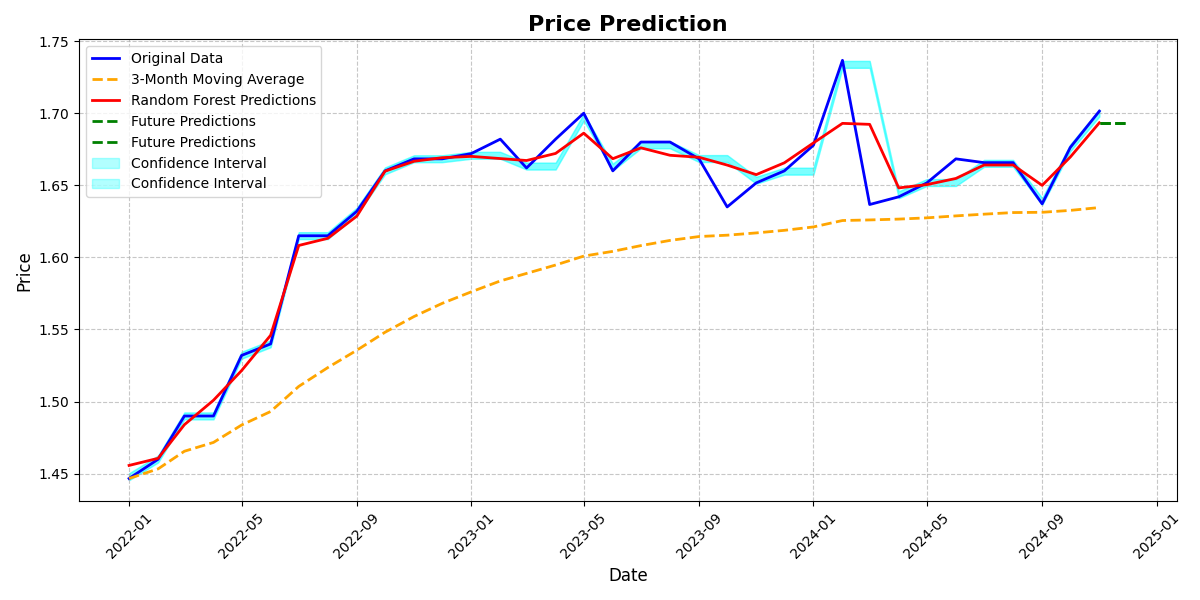 Price Prediction
1.75
1.70
1.65
1.60
1.55
1.50
1.45
Price
Original Data
3-Month Moving Average
Random Forest Predictions
Future Predictions
Future Predictions
Confidence Interval
Confidence Interval
2022-01
2022-05
2022-09
2023-01
2023-05
2023-09
2024-01
2024-05
2024-09
2025-01
Date